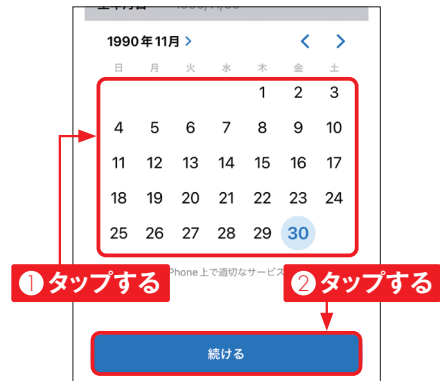 1990年11月 >
日 月 火 水 木 金 土
1 2 3
4 5 6 7 8 9 10
11 12 13 14 15 16 17
18 19 20 21 22 23 24
25 26 27 28 29 30
Phone上で適切なサービス
①タップする
②タップする
続ける